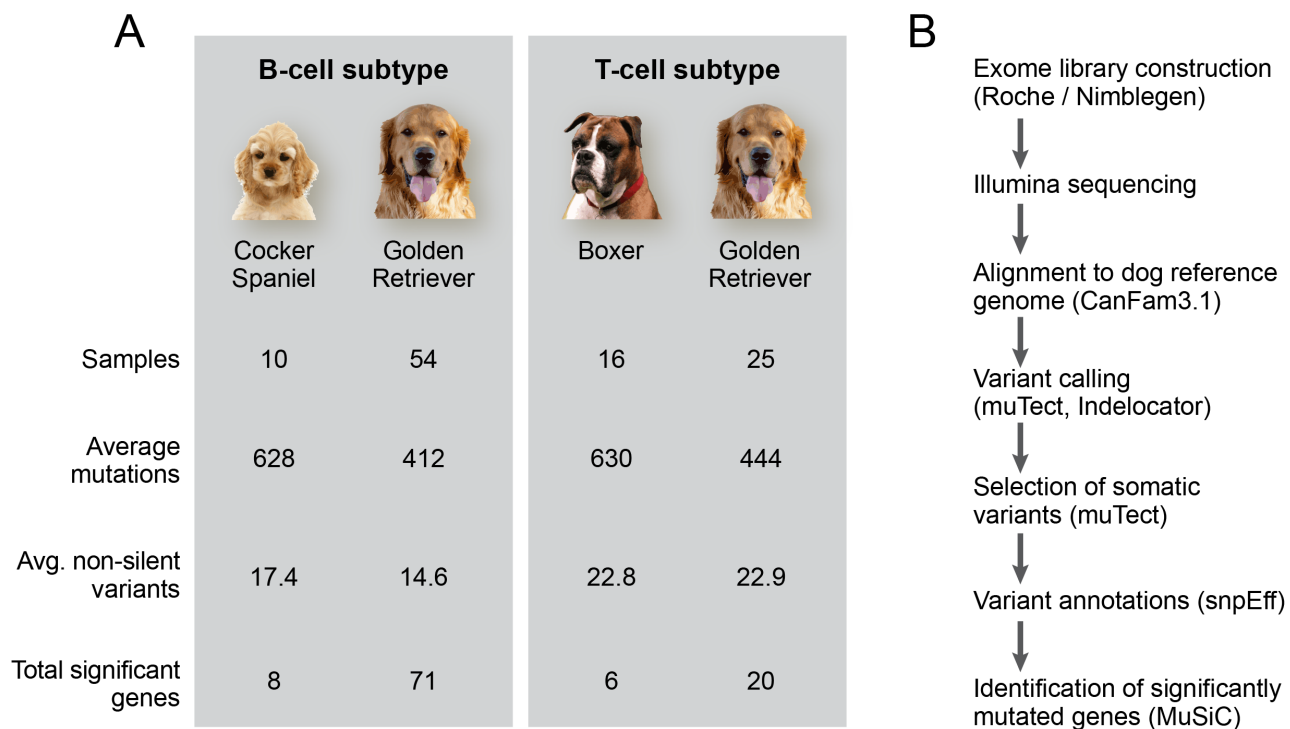 A
B-cell subtype
T-cell subtype
Cocker
Spaniel
Golden
Retriever
Boxer
Golden
Retriever
Samples
10 54 16 25
Average
mutations
628 412 630 444
Avg. non-silent
variants
17.4 14.6 22.8 22.9
Total significant
genes
8 71 6 20
B
Exome library construction
(Roche / Nimblegen)
Illumina sequencing
Alignment to dog reference
genome (CanFam3.1)
Variant calling
(muTect, Indelocator)
Selection of somatic
variants (muTect)
Variant annotations (snpEff)
Identification of significantly
mutated genes (MuSiC)